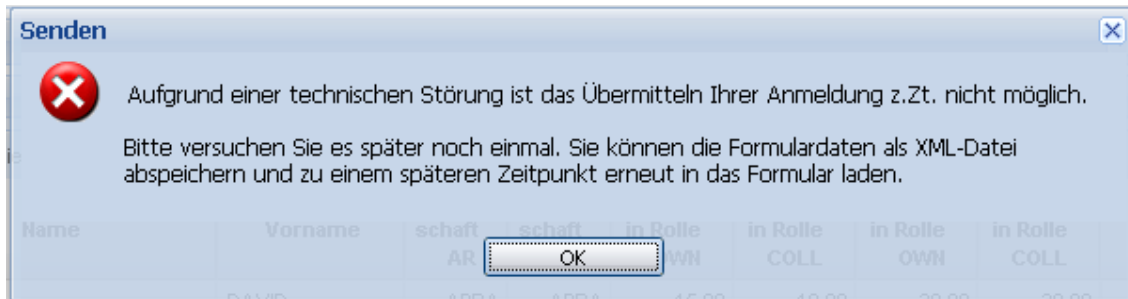 Senden
Aufgrund einer technischen Störung ist das Übermitteln Ihrer Anmeldung z.Zt. nicht möglich.
Bitte versuchen Sie es später noch einmal. Sie können die Formulardaten als XML-Datei
abspeichern und zu einem späteren Zeitpunkt erneut in das Formular laden.
Name Vorname schaft schaft in Rolle in Rolle in Rolle in Rolle
AR OWN COLL OWN COLL
OK